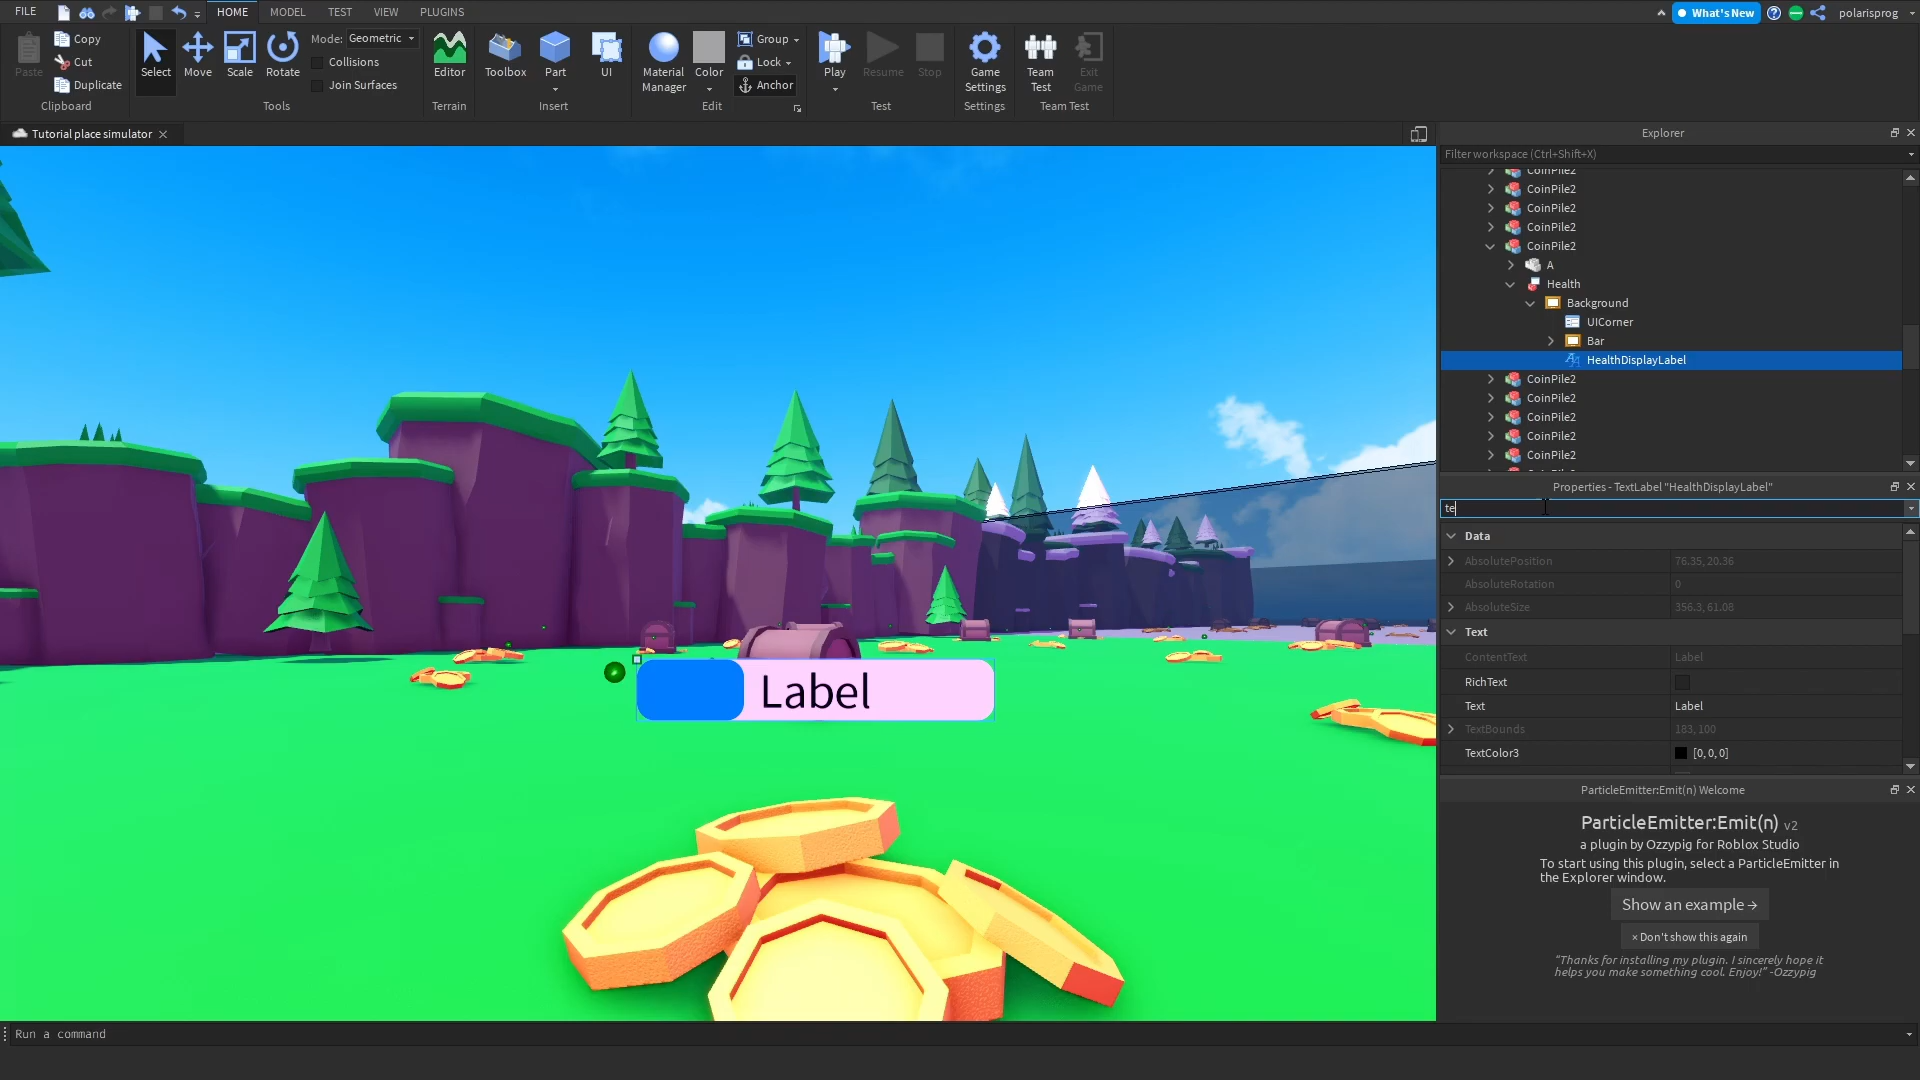 FILE HOME MODEL TEST VIEW PLUGINS What's New polarisprog
Paste Copy Cut Duplicate Clipboard
Select Move Scale Rotate Mode: Geometric Collisions Join Surfaces Tools
Editor Terrain
Toolbox Part UI Insert
Material Manager Color Group Lock Anchor Edit
Play Resume Stop Test
Game Settings Settings
Team Test Exit Game Team Test
Tutorial place simulator
Label
Explorer
Filter workspace (Ctrl+Shift+X)
CoinPile2
CoinPile2
CoinPile2
CoinPile2
CoinPile2
A
Health
Background
UICorner
Bar
HealthDisplayLabel
CoinPile2
CoinPile2
CoinPile2
CoinPile2
CoinPile2
Properties - TextLabel "HealthDisplayLabel"
te
Data
AbsolutePosition 76.35, 20.36
AbsoluteRotation 0
AbsoluteSize 356.3, 61.08
Text
ContentText Label
RichText
Text Label
TextBounds 183, 100
TextColor3 [0, 0, 0]
ParticleEmitter:Emit(n) Welcome
ParticleEmitter:Emit(n) v2
a plugin by Ozzypig for Roblox Studio
To start using this plugin, select a ParticleEmitter in
the Explorer window.
Show an example →
× Don't show this again
"Thanks for installing my plugin. I sincerely hope it
helps you make something cool. Enjoy!" -Ozzypig
Run a command